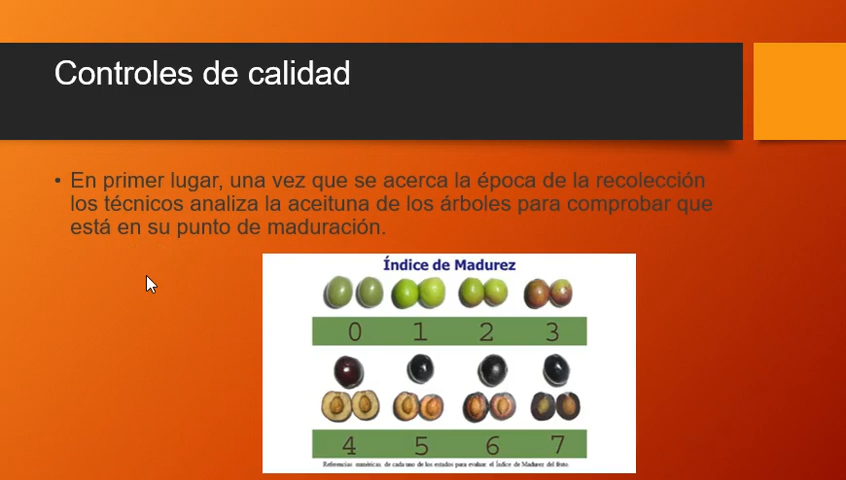 Controles de calidad
• En primer lugar, una vez que se acerca la época de la recolección
los técnicos analiza la aceituna de los árboles para comprobar que
está en su punto de maduración.
Índice de Madurez
0 1 2 3
4 5 6 7
Referencias numéricas de cada uno de los estados para evaluar el Índice de Madurez del fruto.